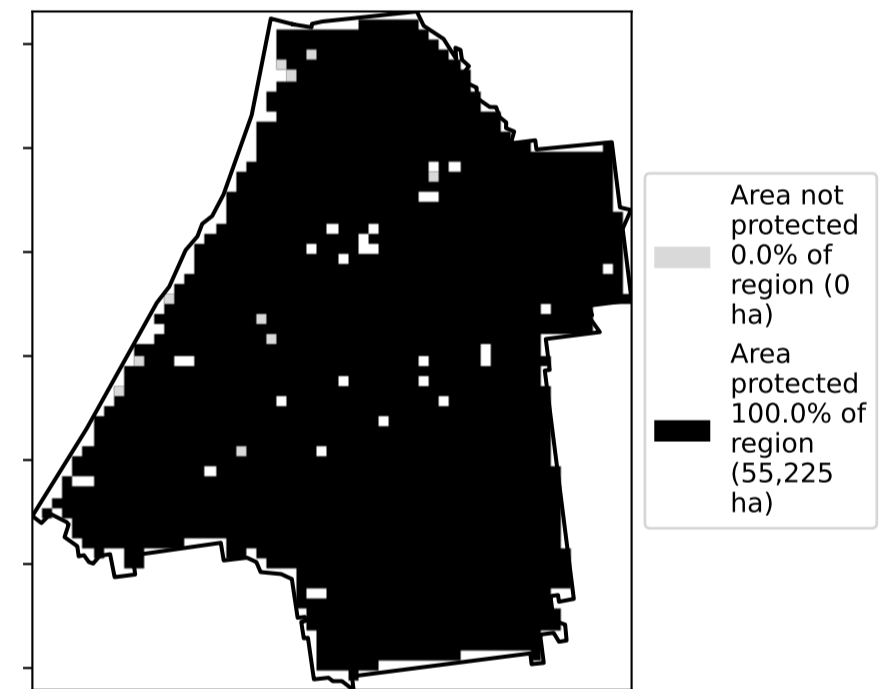 Area not
protected
0.0% of
region (0
ha)
Area
protected
100.0% of
region
(55,225
ha)